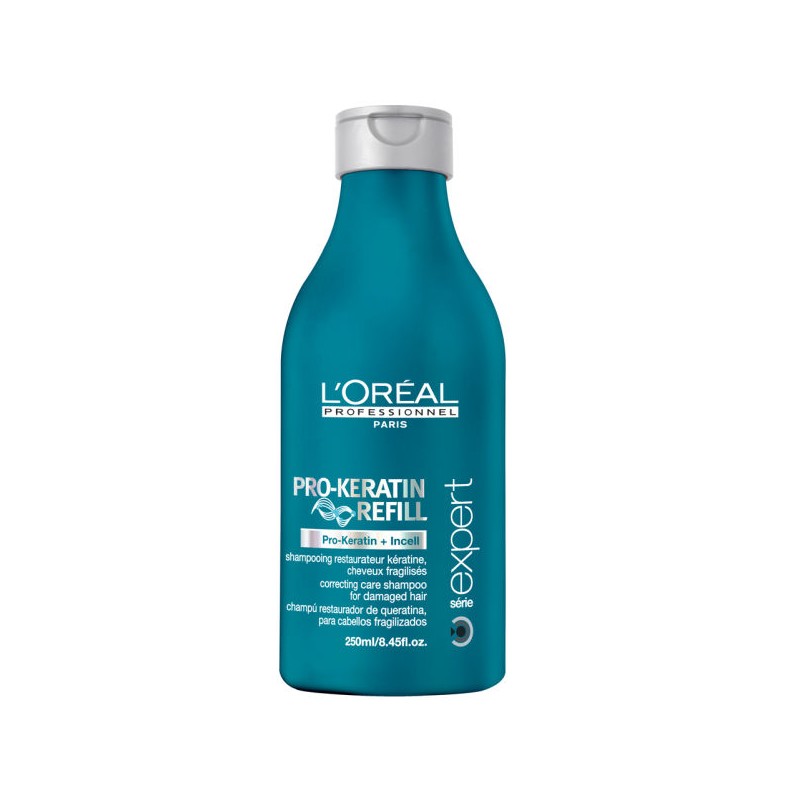 L'ORÉAL
PROFESSIONNEL
PARIS
PRO-KERATIN
REFILL
Pro-Keratin + Incell
shampooing restaurateur kératine,
cheveux fragilisés
correcting care shampoo
for damaged hair
champú restaurador de queratina,
para cabellos fragilizados
250ml/8.45fl.oz.
série expert